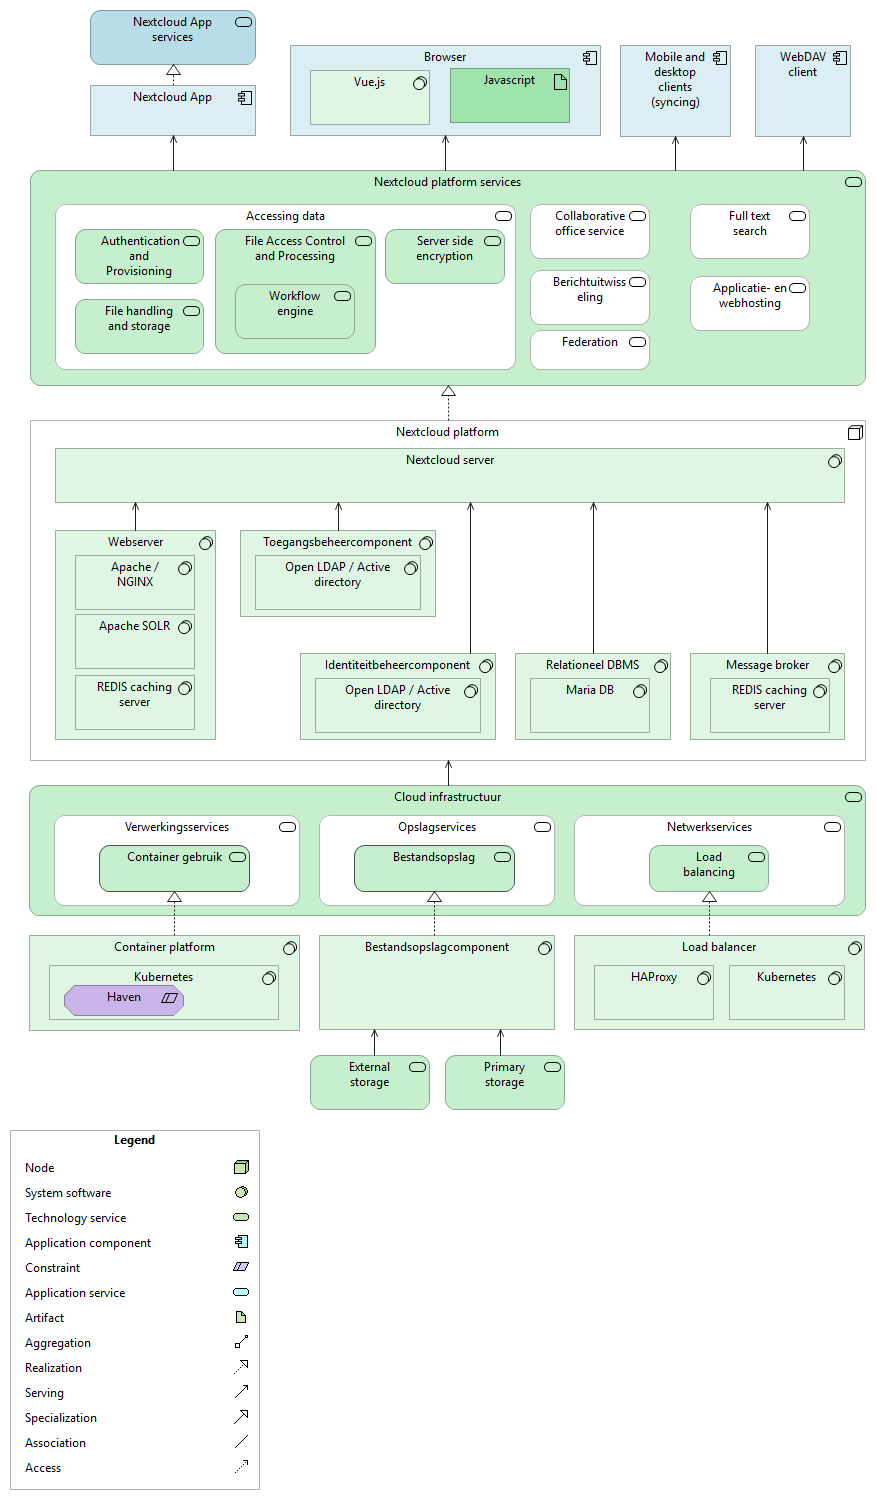 Nextcloud App
services
Nextcloud App
Browser
Vue.js
Javascript
Mobile and
desktop
clients
(syncing)
WebDAV
client
Nextcloud platform services
Accessing data
Authentication
and
Provisioning
File handling
and storage
File Access Control
and Processing
Workflow
engine
Server side
encryption
Collaborative
office service
Berichtuitwiss
eling
Federation
Full text
search
Applicatie- en
webhosting
Nextcloud platform
Nextcloud server
Webserver
Apache /
NGINX
Apache SOLR
REDIS caching
server
Toegangsbeheercomponent
Open LDAP / Active
directory
Identiteitbeheercomponent
Open LDAP / Active
directory
Relationeel DBMS
Maria DB
Message broker
REDIS caching
server
Cloud infrastructuur
Verwerkingsservices
Container gebruik
Opslagservices
Bestandsopslag
Netwerkservices
Load
balancing
Container platform
Kubernetes
Haven
Bestandsopslagcomponent
Load balancer
HAProxy
Kubernetes
External
storage
Primary
storage
Legend
Node
System software
Technology service
Application component
Constraint
Application service
Artifact
Aggregation
Realization
Serving
Specialization
Association
Access